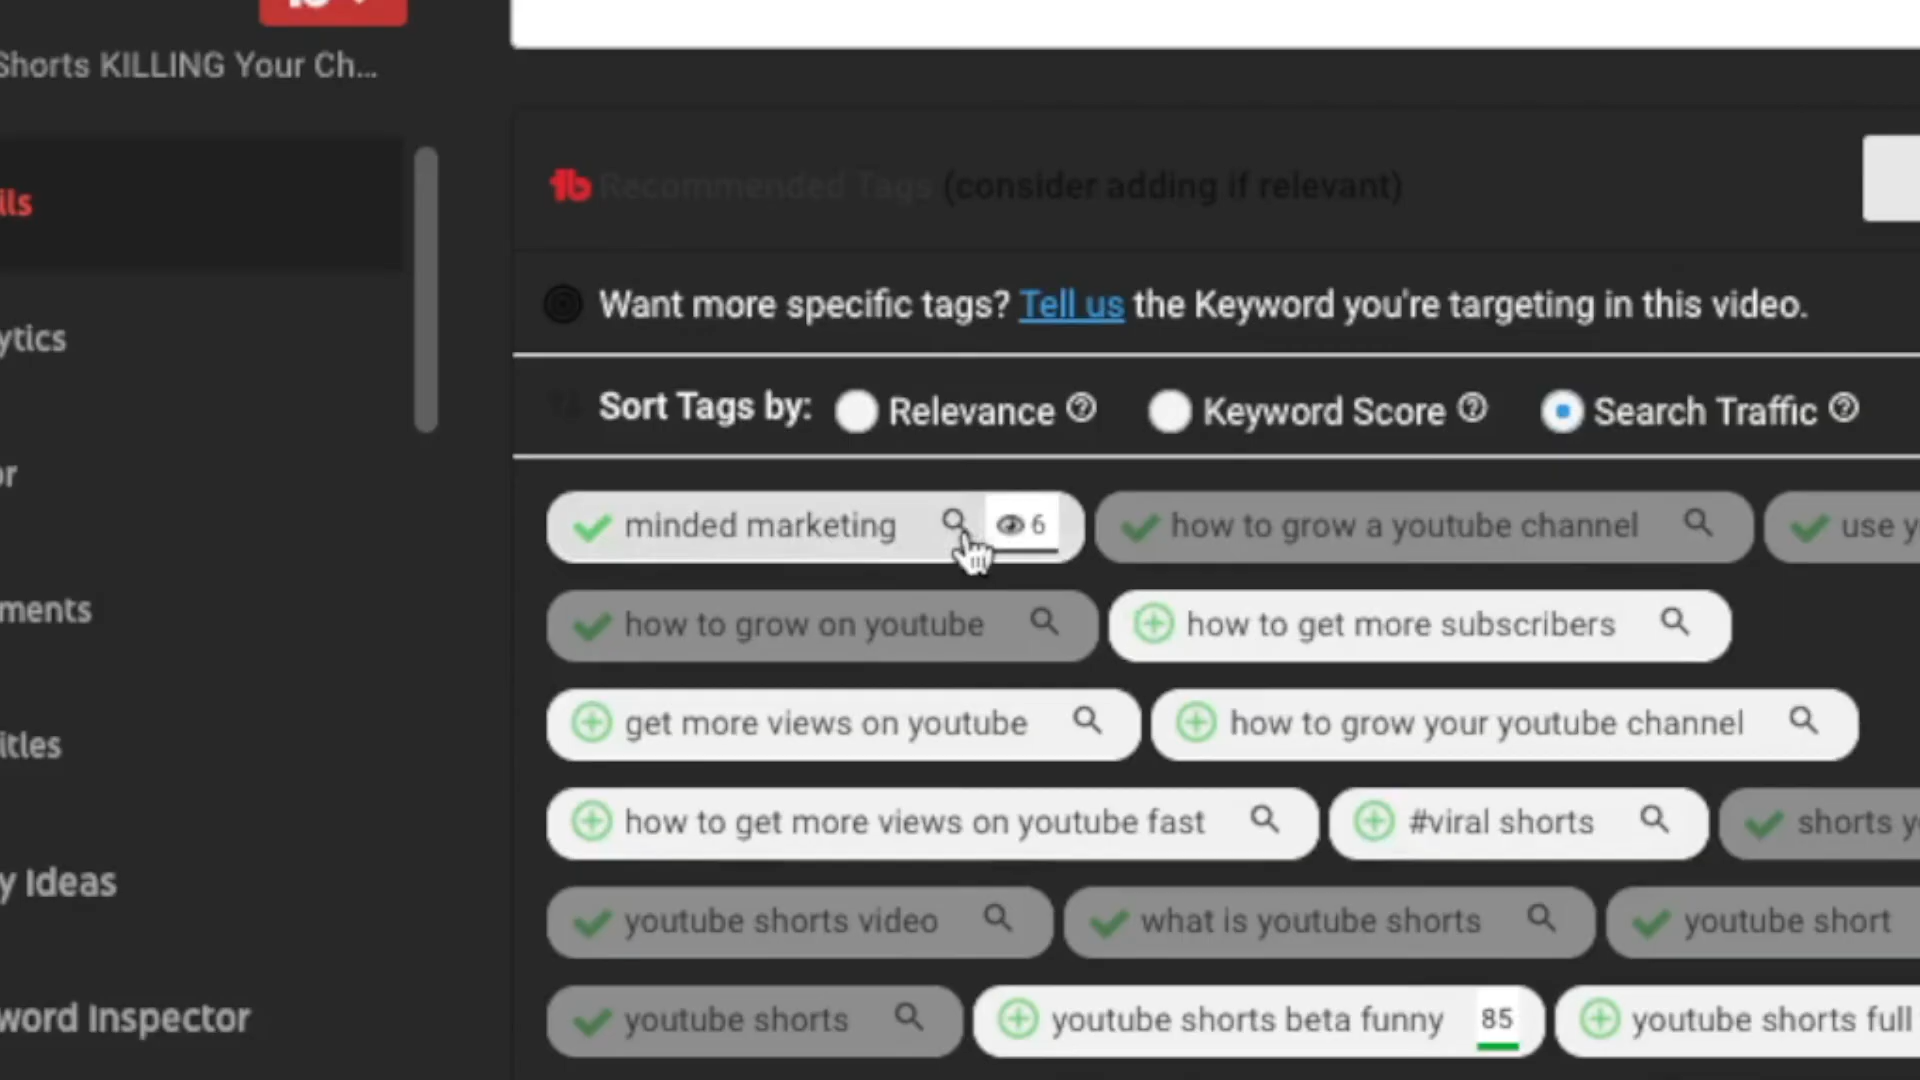 Shorts KILLING Your Ch...
ils
tb Recommended Tags (consider adding if relevant)
Want more specific tags? Tell us the Keyword you're targeting in this video.
ytics
Sort Tags by: Relevance ? Keyword Score ? Search Traffic ?
or
minded marketing 6 how to grow a youtube channel use y
ments
how to grow on youtube how to get more subscribers
itles
get more views on youtube how to grow your youtube channel
how to get more views on youtube fast #viral shorts shorts y
y Ideas
youtube shorts video what is youtube shorts youtube short
word Inspector
youtube shorts youtube shorts beta funny 85 youtube shorts full